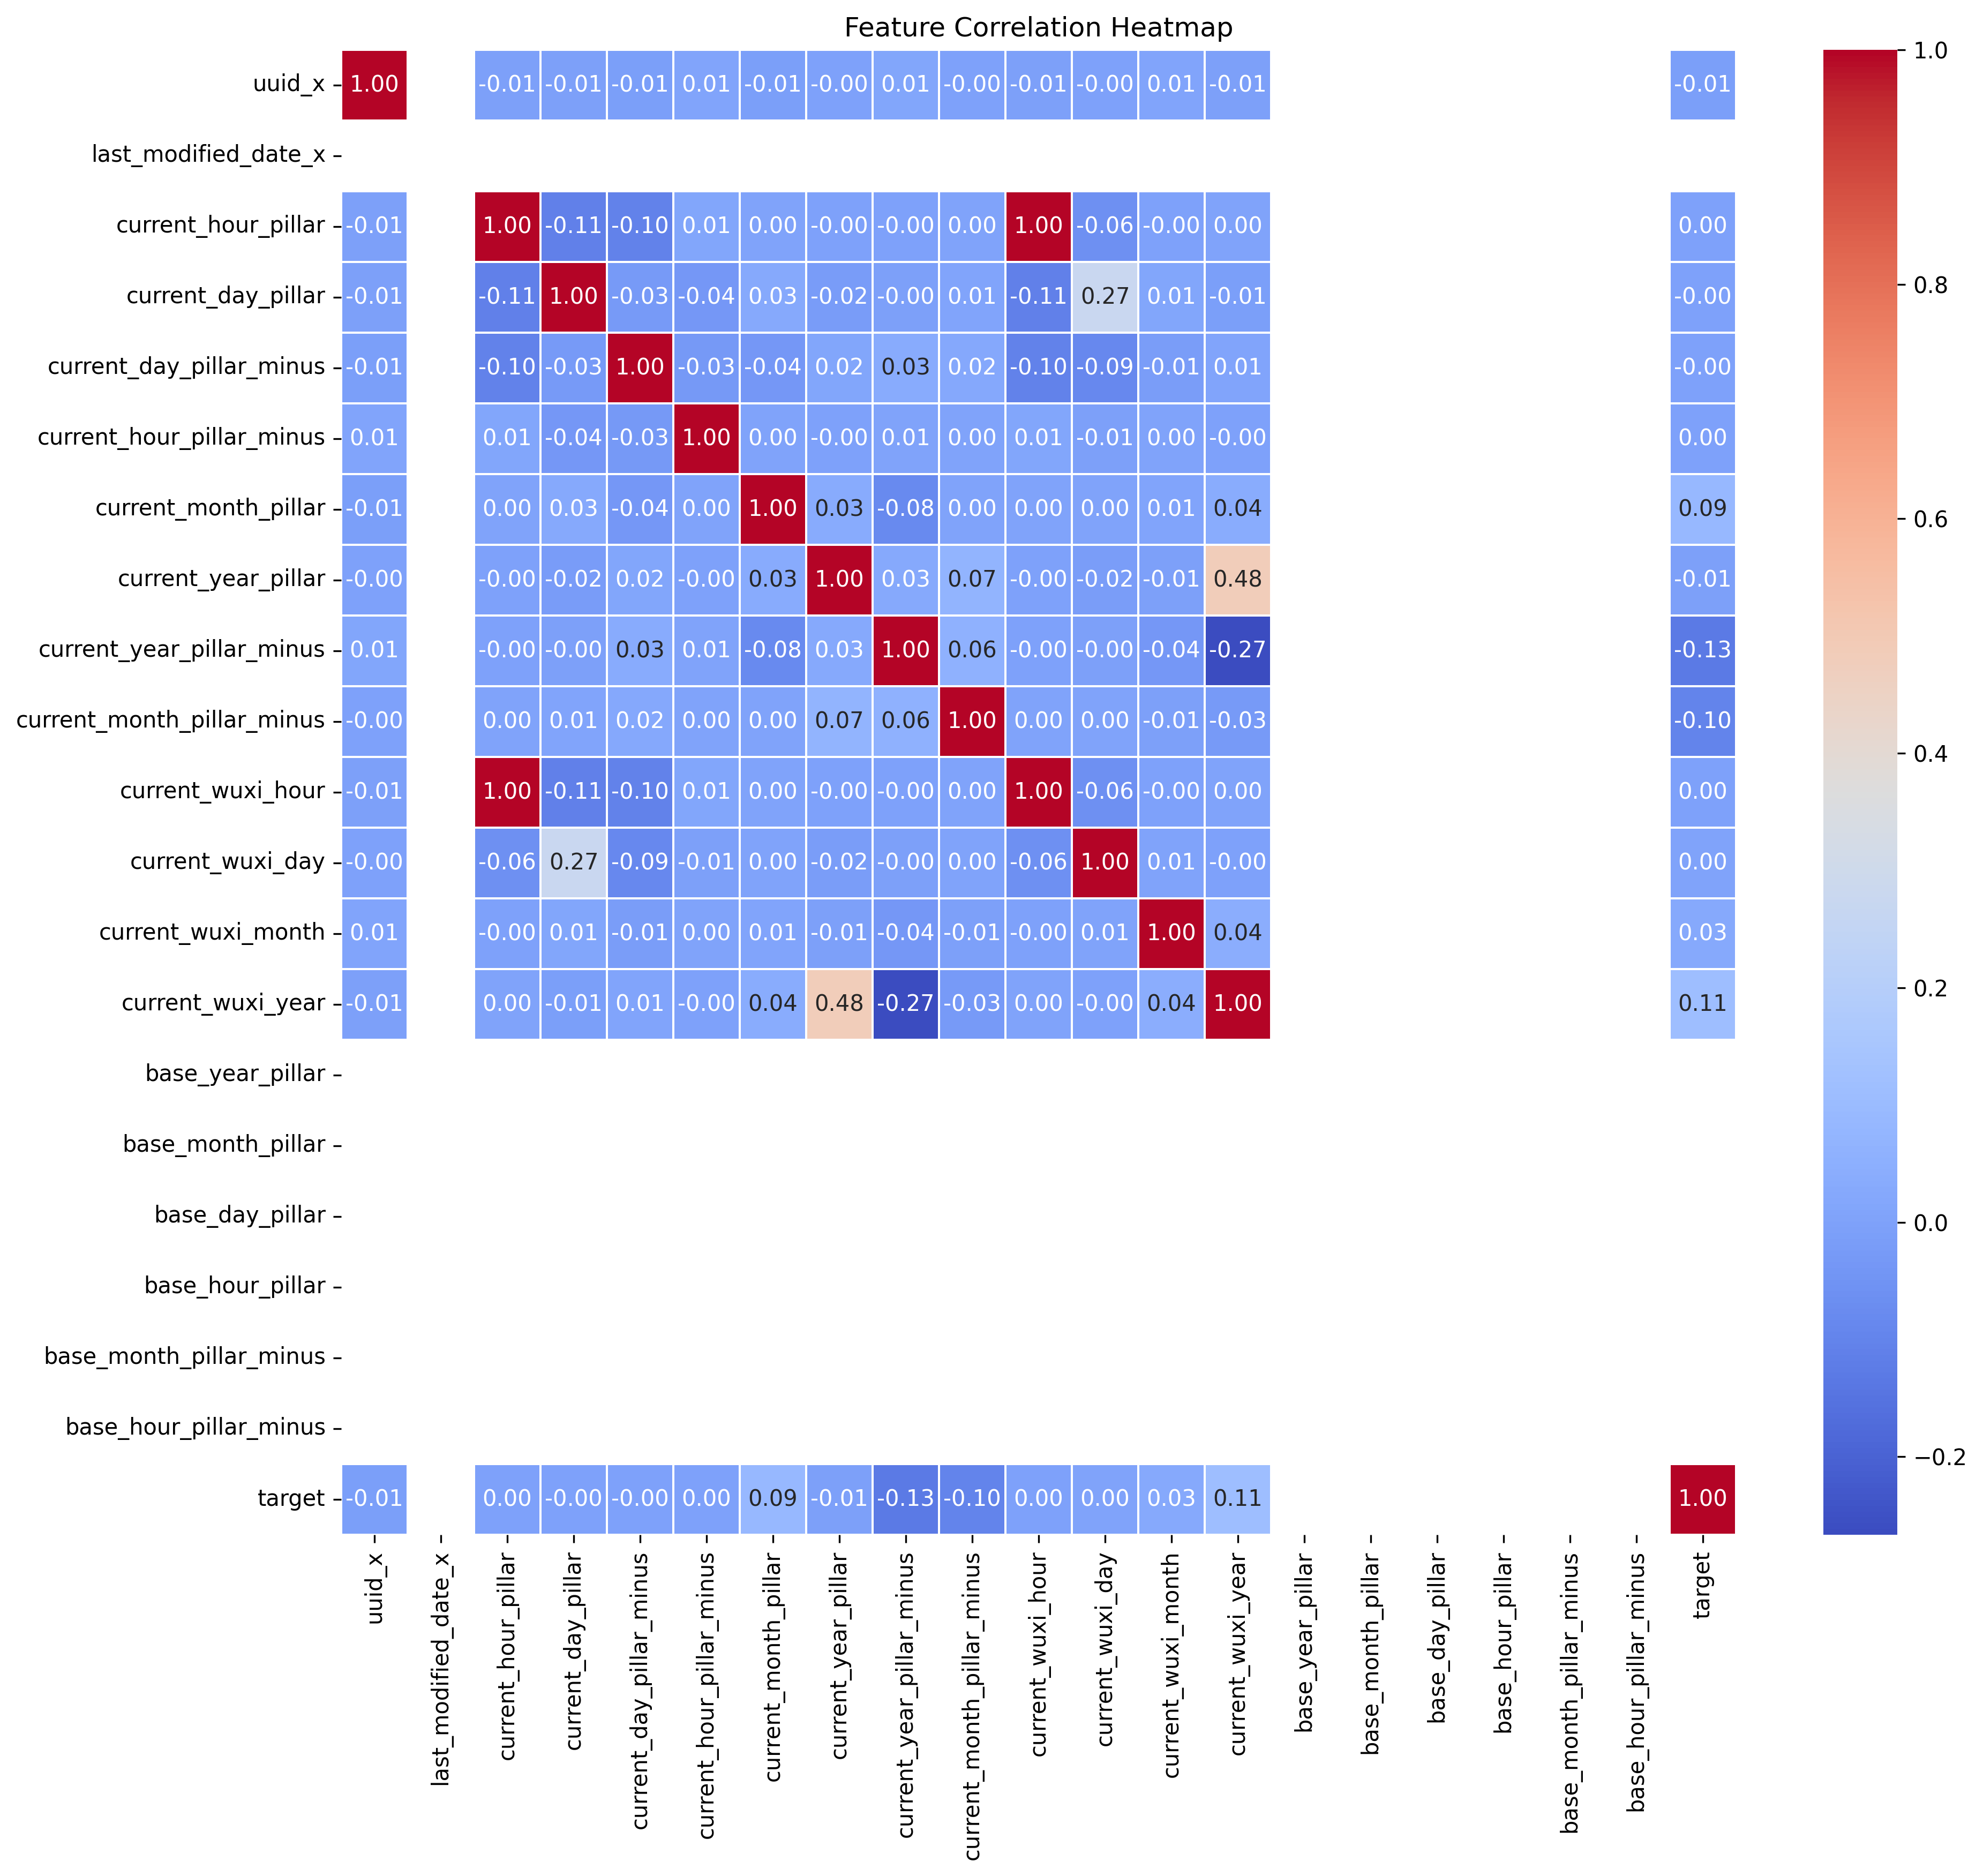 Feature Correlation Heatmap
uuid_x 1.00 -0.01 -0.01 -0.01 0.01 -0.01 -0.00 0.01 -0.00 -0.01 -0.00 0.01 -0.01 -0.01
last_modified_date_x
current_hour_pillar -0.01 1.00 -0.11 -0.10 0.01 0.00 -0.00 -0.00 0.00 1.00 -0.06 -0.00 0.00 0.00
current_day_pillar -0.01 -0.11 1.00 -0.03 -0.04 0.03 -0.02 -0.00 0.01 -0.11 0.27 0.01 -0.01 -0.00
current_day_pillar_minus -0.01 -0.10 -0.03 1.00 -0.03 -0.04 0.02 0.03 0.02 -0.10 -0.09 -0.01 0.01 -0.00
current_hour_pillar_minus 0.01 0.01 -0.04 -0.03 1.00 0.00 -0.00 0.01 0.00 0.01 -0.01 0.00 -0.00 0.00
current_month_pillar -0.01 0.00 0.03 -0.04 0.00 1.00 0.03 -0.08 0.00 0.00 0.00 0.01 0.04 0.09
current_year_pillar -0.00 -0.00 -0.02 0.02 -0.00 0.03 1.00 0.03 0.07 -0.00 -0.02 -0.01 0.48 -0.01
current_year_pillar_minus 0.01 -0.00 -0.00 0.03 0.01 -0.08 0.03 1.00 0.06 -0.00 -0.00 -0.04 -0.27 -0.13
current_month_pillar_minus -0.00 0.00 0.01 0.02 0.00 0.00 0.07 0.06 1.00 0.00 0.00 -0.01 -0.03 -0.10
current_wuxi_hour -0.01 1.00 -0.11 -0.10 0.01 0.00 -0.00 -0.00 0.00 1.00 -0.06 -0.00 0.00 0.00
current_wuxi_day -0.00 -0.06 0.27 -0.09 -0.01 0.00 -0.02 -0.00 0.00 -0.06 1.00 0.01 -0.00 0.00
current_wuxi_month 0.01 -0.00 0.01 -0.01 0.00 0.01 -0.01 -0.04 -0.01 -0.00 0.01 1.00 0.04 0.03
current_wuxi_year -0.01 0.00 -0.01 0.01 -0.00 0.04 0.48 -0.27 -0.03 0.00 -0.00 0.04 1.00 0.11
base_year_pillar
base_month_pillar
base_day_pillar
base_hour_pillar
base_month_pillar_minus
base_hour_pillar_minus
target -0.01 0.00 -0.00 -0.00 0.00 0.09 -0.01 -0.13 -0.10 0.00 0.00 0.03 0.11 1.00
uuid_x
last_modified_date_x
current_hour_pillar
current_day_pillar
current_day_pillar_minus
current_hour_pillar_minus
current_month_pillar
current_year_pillar
current_year_pillar_minus
current_month_pillar_minus
current_wuxi_hour
current_wuxi_day
current_wuxi_month
current_wuxi_year
base_year_pillar
base_month_pillar
base_day_pillar
base_hour_pillar
base_month_pillar_minus
base_hour_pillar_minus
target
1.0
0.8
0.6
0.4
0.2
0.0
−0.2